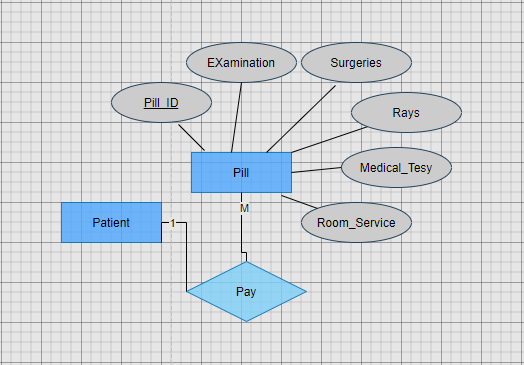 EXamination
Surgeries
Pill_ID
Rays
Medical_Tesy
Pill
M
Room_Service
Patient
1
Pay